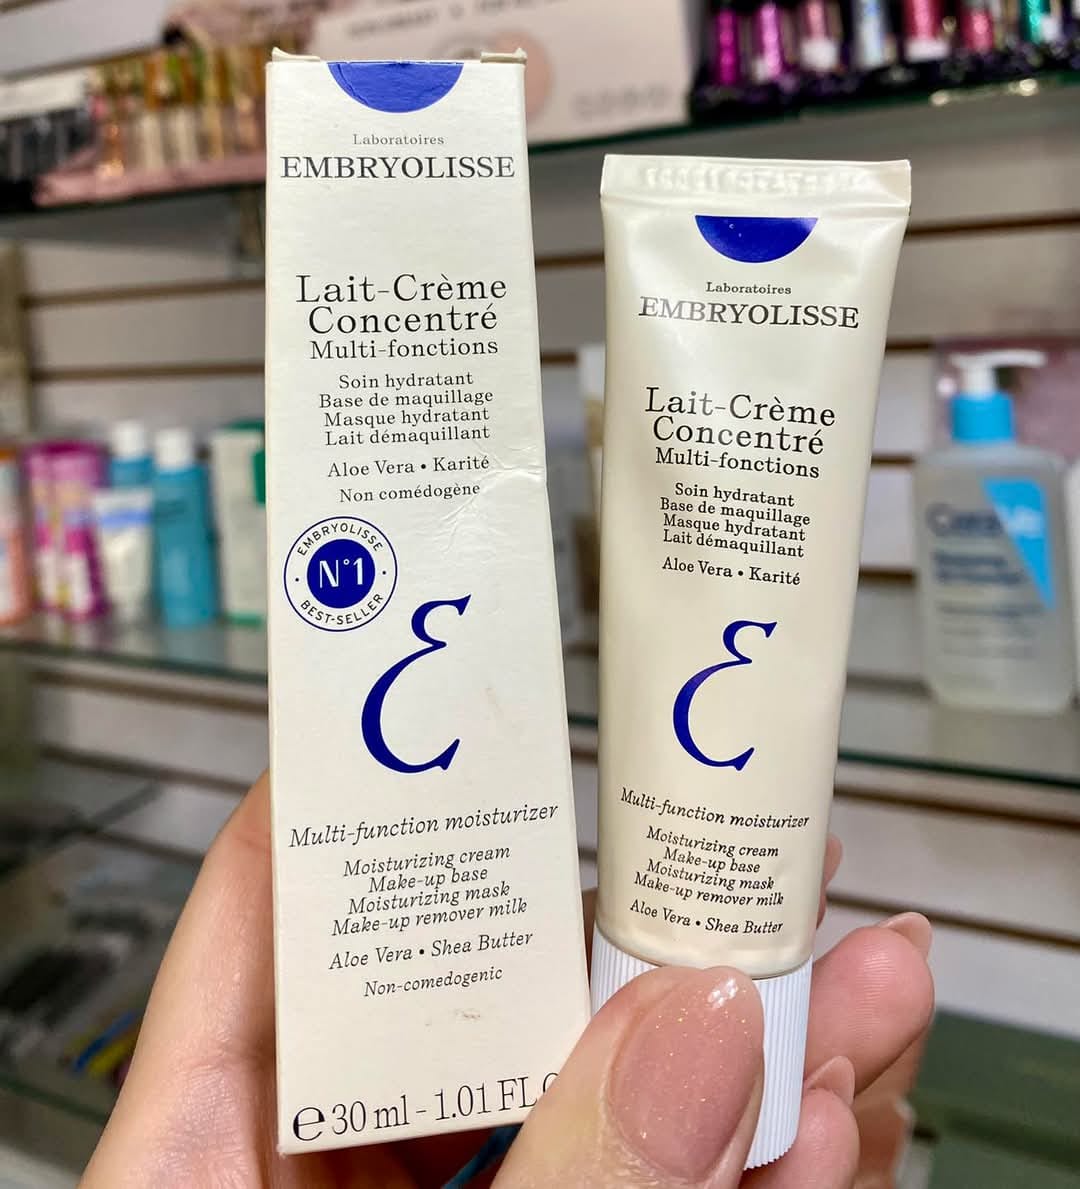 Laboratoires
EMBRYOLISSE
Lait-Crème
Concentré
Multi-fonctions
Soin hydratant
Base de maquillage
Masque hydratant
Lait démaquillant
Aloe Vera • Karité
Non comédogène
EMBRYOLISSE
N°1
BEST-SELLER
Multi-function moisturizer
Moisturizing cream
Make-up base
Moisturizing mask
Make-up remover milk
Aloe Vera • Shea Butter
Non-comedogenic
℮ 30 ml - 1.01 FL
Laboratoires
EMBRYOLISSE
Lait-Crème
Concentré
Multi-fonctions
Soin hydratant
Base de maquillage
Masque hydratant
Lait démaquillant
Aloe Vera • Karité
Multi-function moisturizer
Moisturizing cream
Make-up base
Moisturizing mask
Make-up remover milk
Aloe Vera • Shea Butter